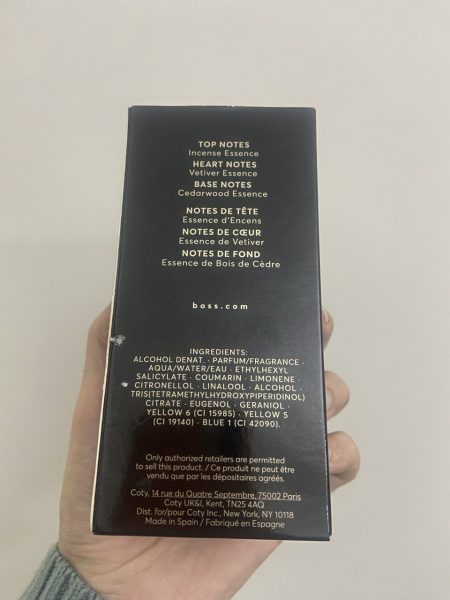 TOP NOTES
Incense Essence
HEART NOTES
Vetiver Essence
BASE NOTES
Cedarwood Essence
NOTES DE TÊTE
Essence d'Encens
NOTES DE CŒUR
Essence de Vetiver
NOTES DE FOND
Essence de Bois de Cèdre
boss.com
INGREDIENTS:
ALCOHOL DENAT. · PARFUM/FRAGRANCE ·
AQUA/WATER/EAU · ETHYLHEXYL
SALICYLATE · COUMARIN · LIMONENE ·
CITRONELLOL · LINALOOL · ALCOHOL ·
TRIS(TETRAMETHYLHYDROXYPIPERIDINOL)
CITRATE · EUGENOL · GERANIOL ·
YELLOW 6 (CI 15985) · YELLOW 5
(CI 19140) · BLUE 1 (CI 42090).
Only authorized retailers are permitted
to sell this product. / Ce produit ne peut être
vendu que par les dépositaires agréés.
Coty, 14 rue du Quatre Septembre, 75002 Paris
Coty UK&I, Kent, TN25 4AQ
Dist. for/pour Coty Inc., New York, NY 10118
Made in Spain / Fabriqué en Espagne